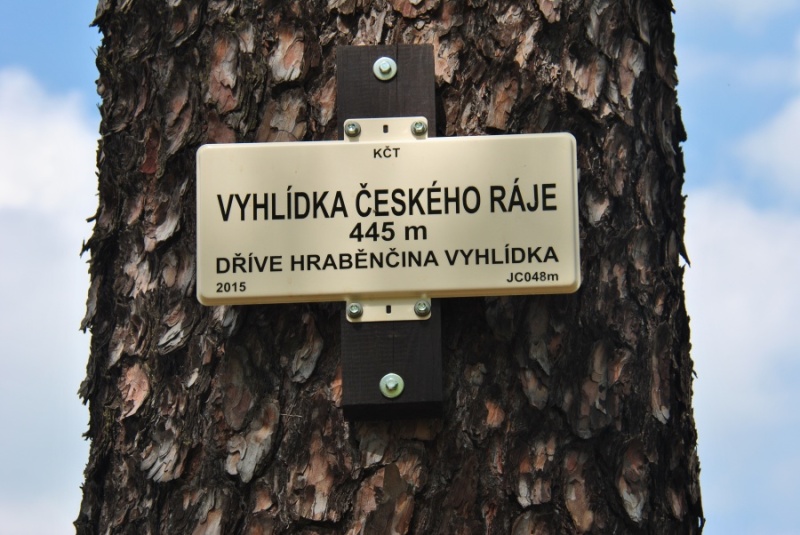 KČT
VYHLÍDKA ČESKÉHO RÁJE
445 m
DŘÍVE HRABĚNČINA VYHLÍDKA
2015 JC048m